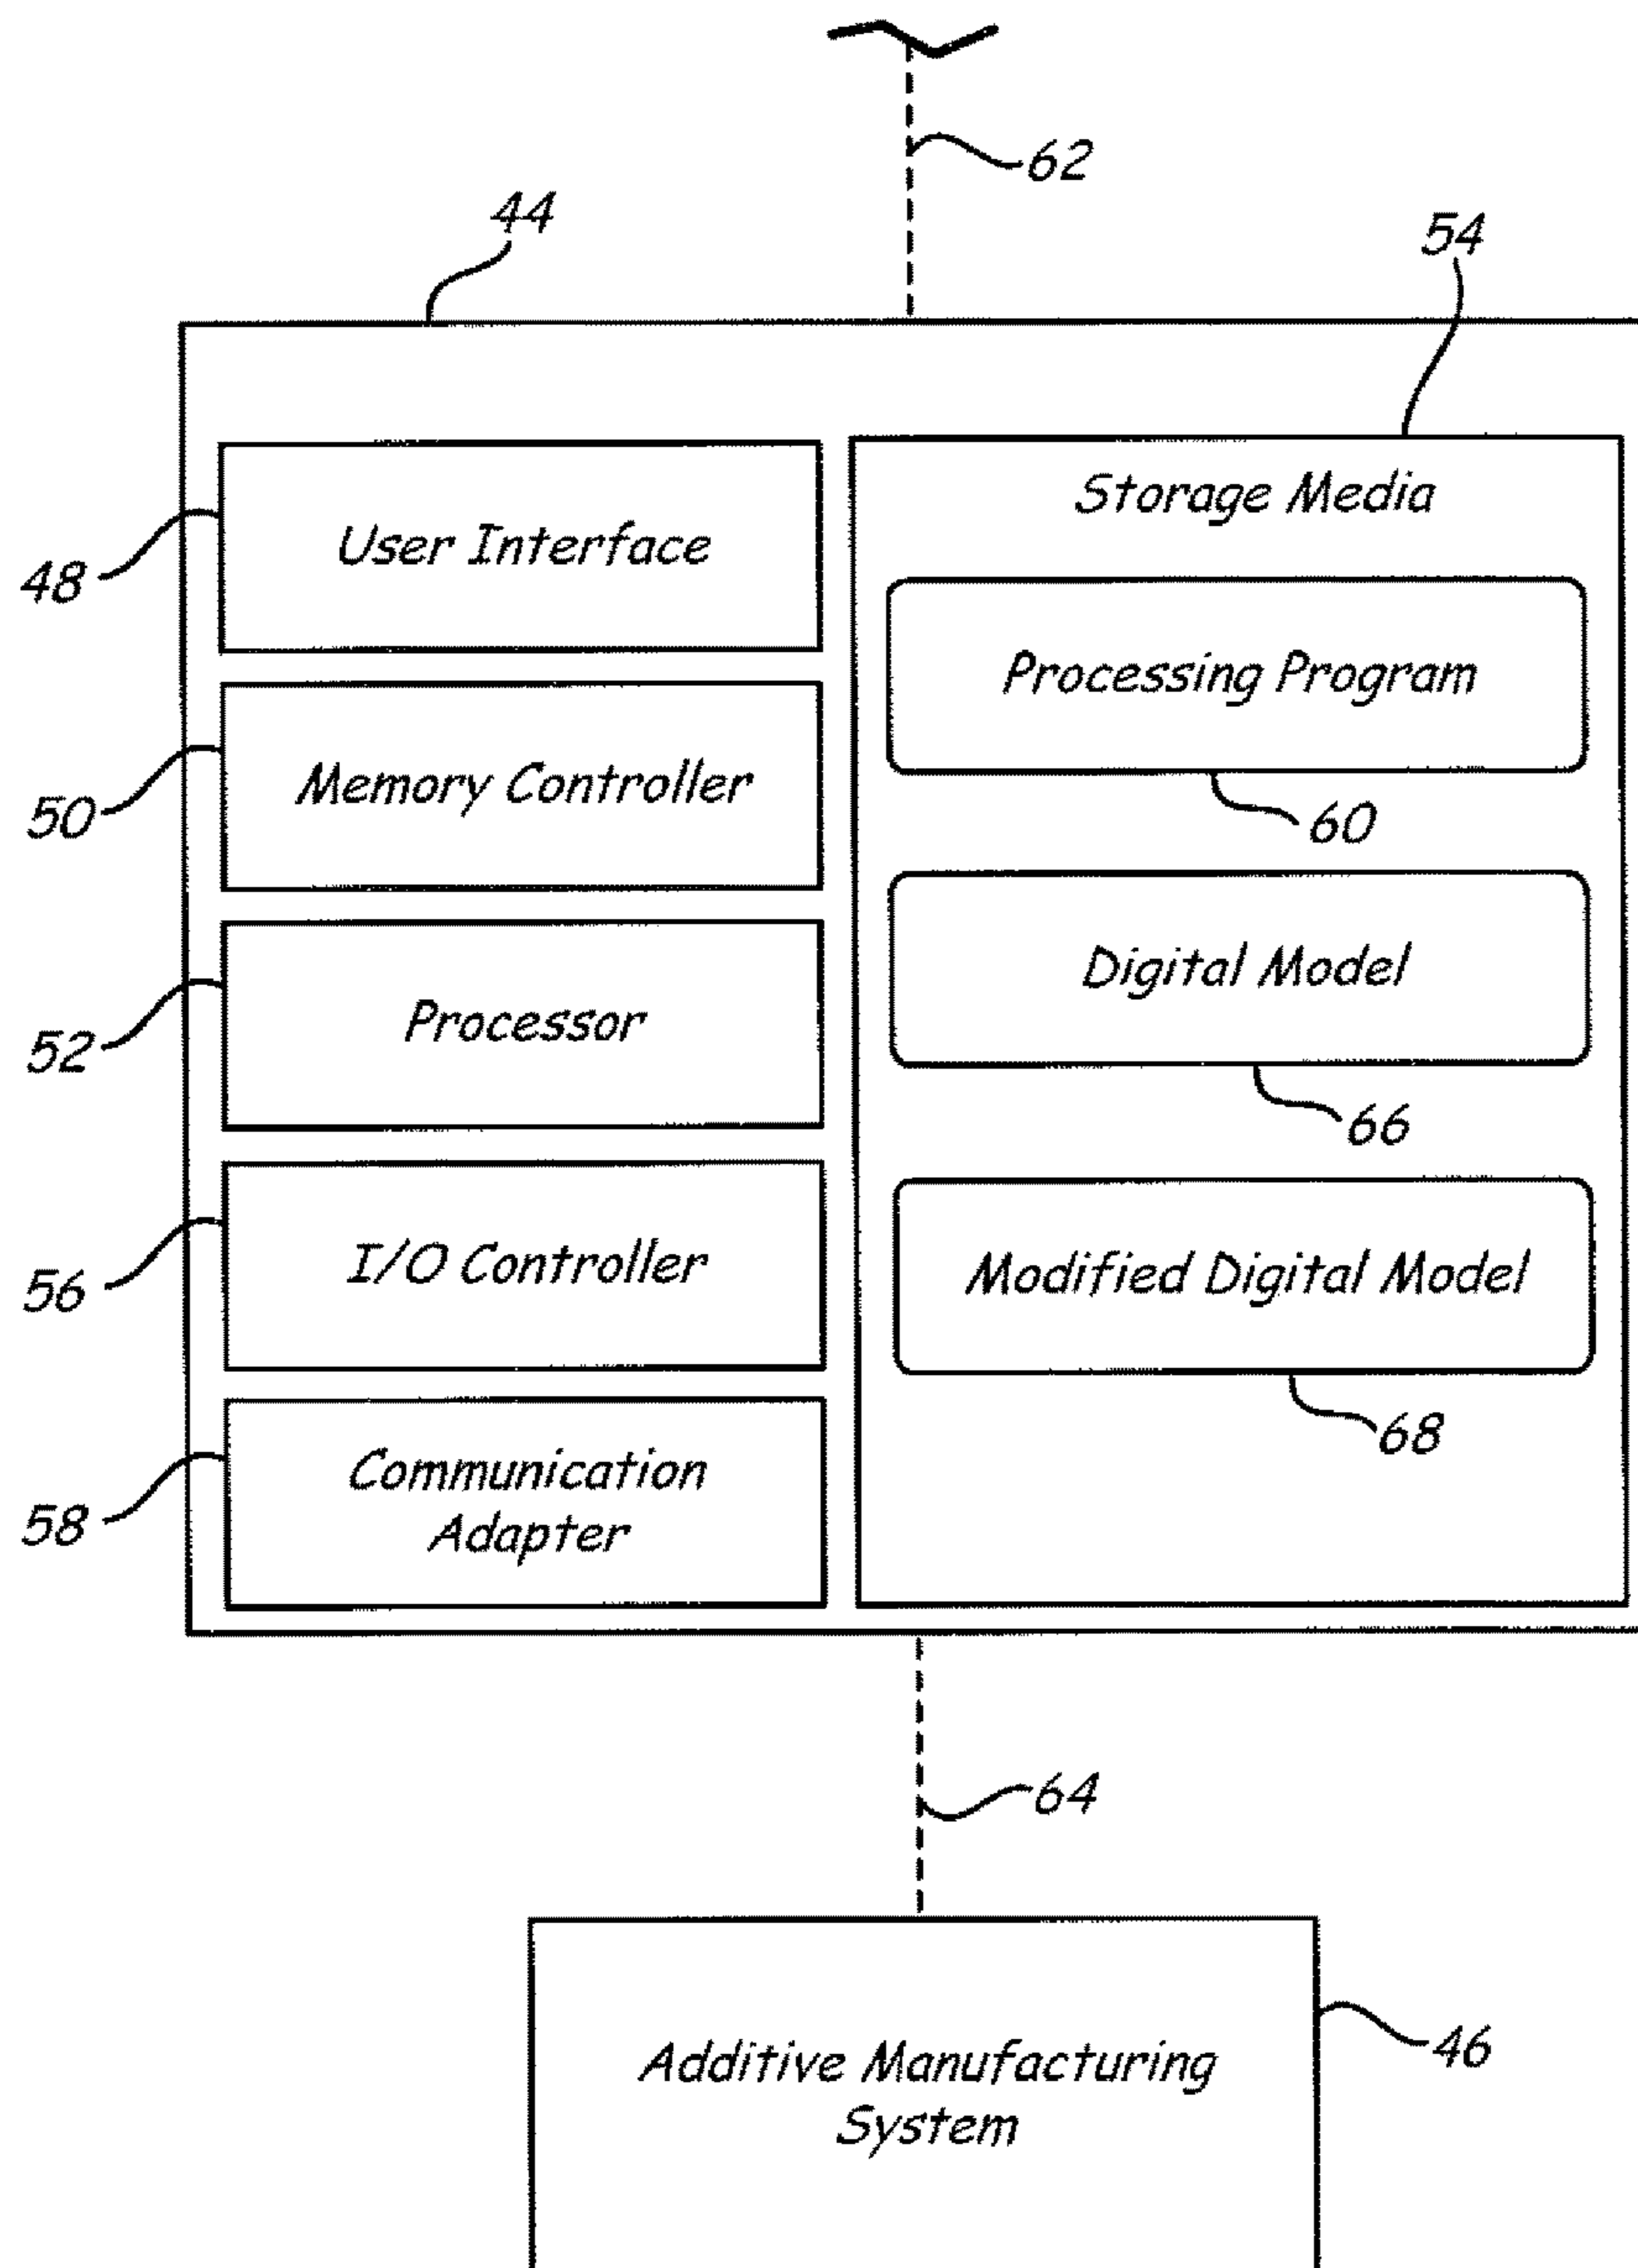 62
44
54
Storage Media
User Interface
48
Processing Program
60
Memory Controller
50
Digital Model
66
Processor
52
Modified Digital Model
68
I/O Controller
56
Communication
Adapter
58
64
Additive Manufacturing
System
46